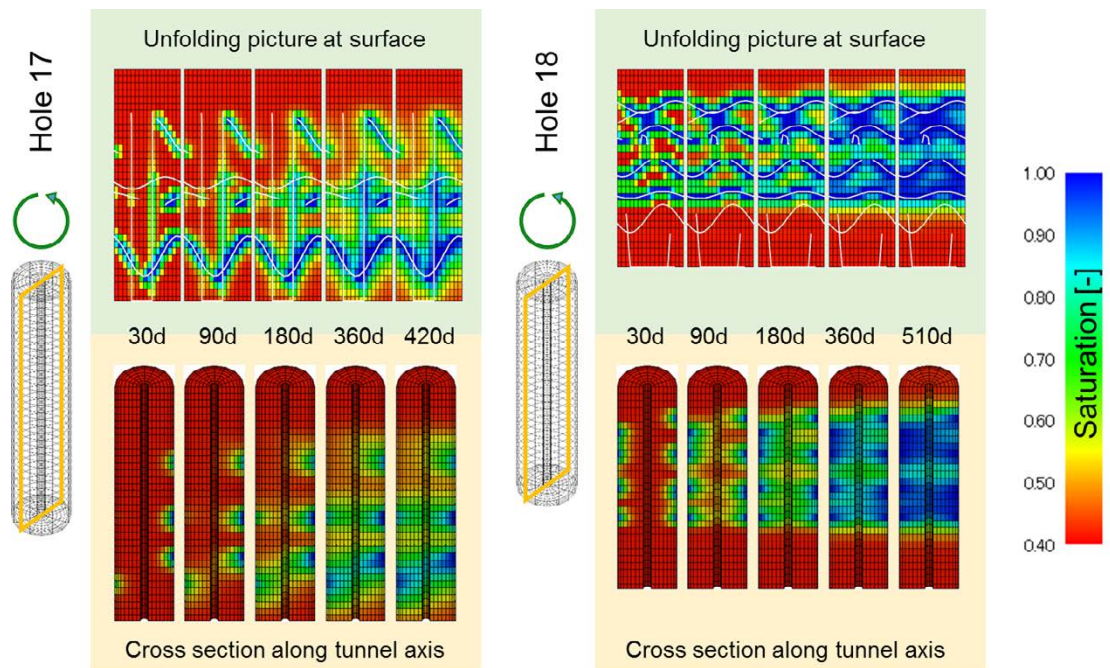 Hole 17
Unfolding picture at surface
30d 90d 180d 360d 420d
Cross section along tunnel axis
Hole 18
Unfolding picture at surface
30d 90d 180d 360d 510d
Cross section along tunnel axis
Saturation [-]
1.00
0.90
0.80
0.70
0.60
0.50
0.40